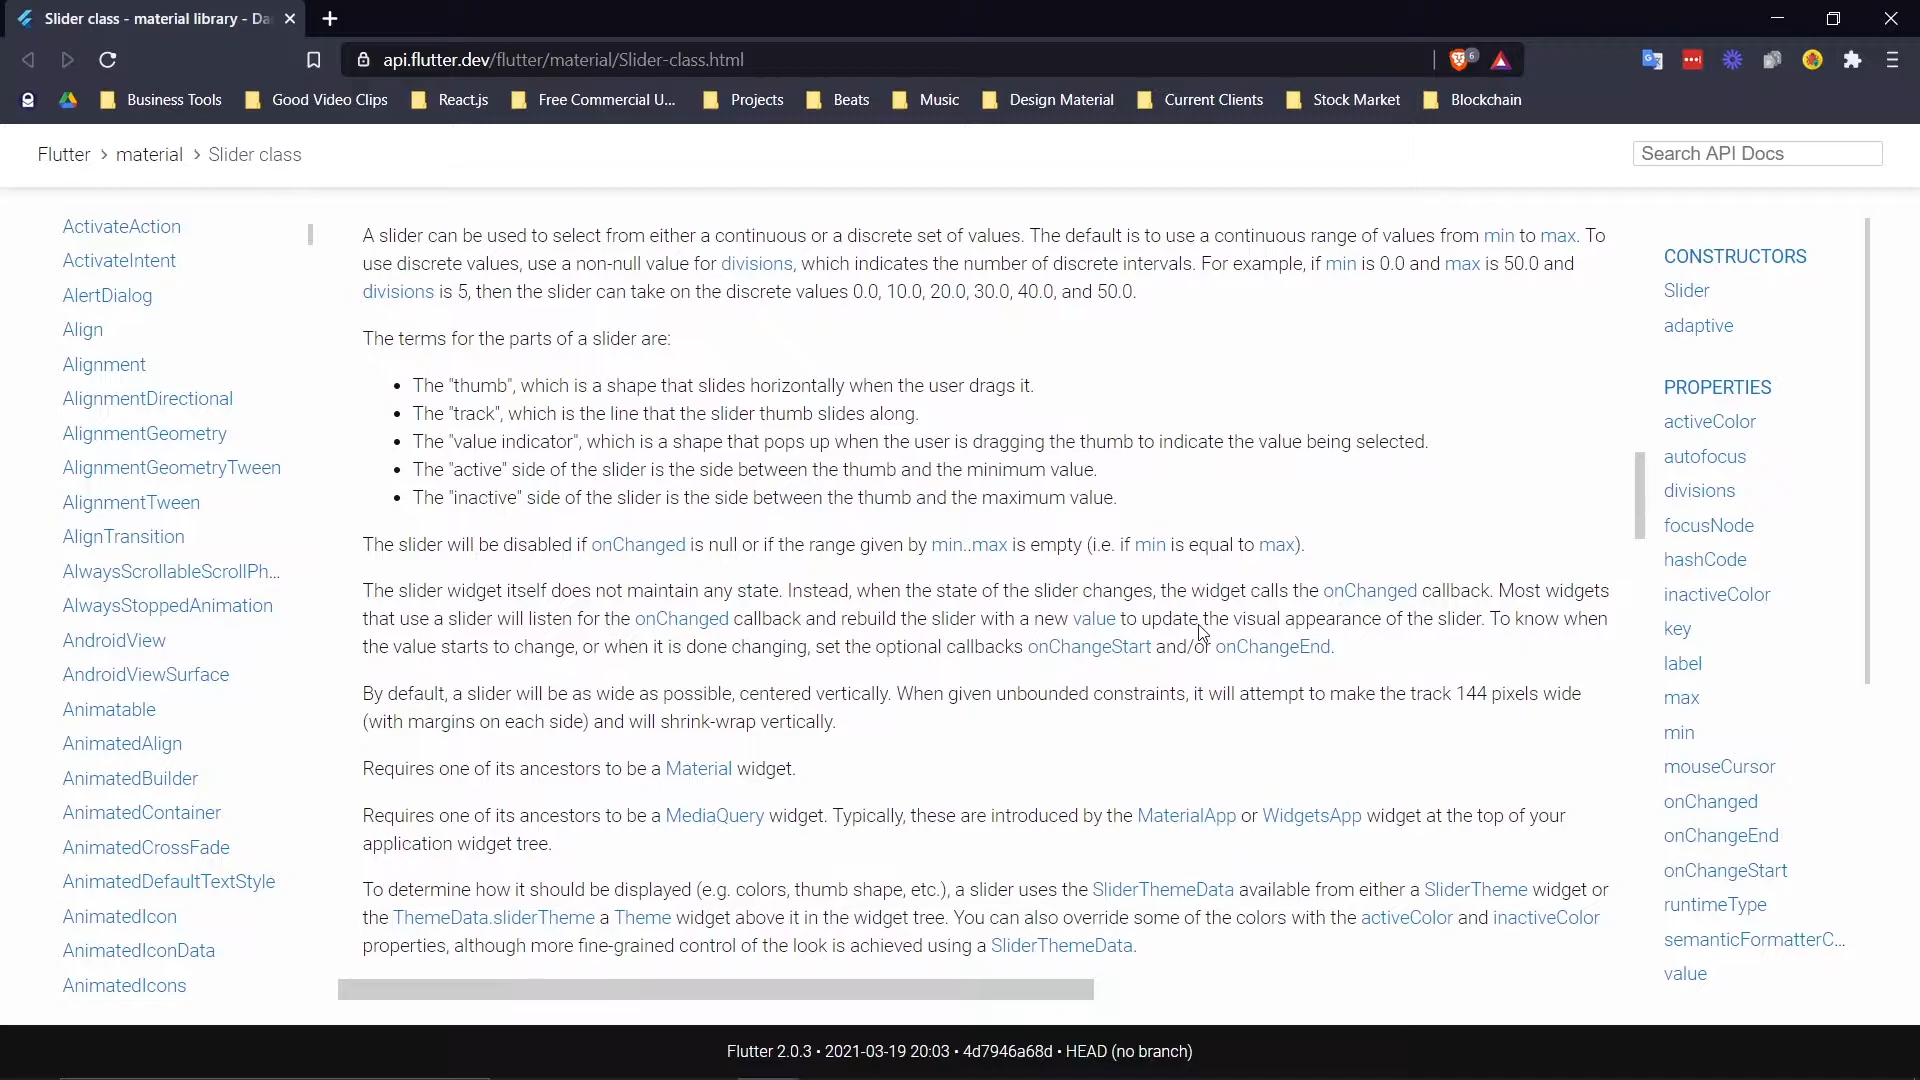 Slider class - material library - Da
api.flutter.dev/flutter/material/Slider-class.html
6
Business Tools
Good Video Clips
React.js
Free Commercial U...
Projects
Beats
Music
Design Material
Current Clients
Stock Market
Blockchain
Flutter > material > Slider class
Search API Docs
ActivateAction
ActivateIntent
AlertDialog
Align
Alignment
AlignmentDirectional
AlignmentGeometry
AlignmentGeometryTween
AlignmentTween
AlignTransition
AlwaysScrollableScrollPh...
AlwaysStoppedAnimation
AndroidView
AndroidViewSurface
Animatable
AnimatedAlign
AnimatedBuilder
AnimatedContainer
AnimatedCrossFade
AnimatedDefaultTextStyle
AnimatedIcon
AnimatedIconData
AnimatedIcons
A slider can be used to select from either a continuous or a discrete set of values. The default is to use a continuous range of values from min to max. To
use discrete values, use a non-null value for divisions, which indicates the number of discrete intervals. For example, if min is 0.0 and max is 50.0 and
divisions is 5, then the slider can take on the discrete values 0.0, 10.0, 20.0, 30.0, 40.0, and 50.0.
The terms for the parts of a slider are:
• The "thumb", which is a shape that slides horizontally when the user drags it.
• The "track", which is the line that the slider thumb slides along.
• The "value indicator", which is a shape that pops up when the user is dragging the thumb to indicate the value being selected.
• The "active" side of the slider is the side between the thumb and the minimum value.
• The "inactive" side of the slider is the side between the thumb and the maximum value.
The slider will be disabled if onChanged is null or if the range given by min..max is empty (i.e. if min is equal to max).
The slider widget itself does not maintain any state. Instead, when the state of the slider changes, the widget calls the onChanged callback. Most widgets
that use a slider will listen for the onChanged callback and rebuild the slider with a new value to update the visual appearance of the slider. To know when
the value starts to change, or when it is done changing, set the optional callbacks onChangeStart and/or onChangeEnd.
By default, a slider will be as wide as possible, centered vertically. When given unbounded constraints, it will attempt to make the track 144 pixels wide
(with margins on each side) and will shrink-wrap vertically.
Requires one of its ancestors to be a Material widget.
Requires one of its ancestors to be a MediaQuery widget. Typically, these are introduced by the MaterialApp or WidgetsApp widget at the top of your
application widget tree.
To determine how it should be displayed (e.g. colors, thumb shape, etc.), a slider uses the SliderThemeData available from either a SliderTheme widget or
the ThemeData.sliderTheme a Theme widget above it in the widget tree. You can also override some of the colors with the activeColor and inactiveColor
properties, although more fine-grained control of the look is achieved using a SliderThemeData.
CONSTRUCTORS
Slider
adaptive
PROPERTIES
activeColor
autofocus
divisions
focusNode
hashCode
inactiveColor
key
label
max
min
mouseCursor
onChanged
onChangeEnd
onChangeStart
runtimeType
semanticFormatterC...
value
Flutter 2.0.3 • 2021-03-19 20:03 • 4d7946a68d • HEAD (no branch)